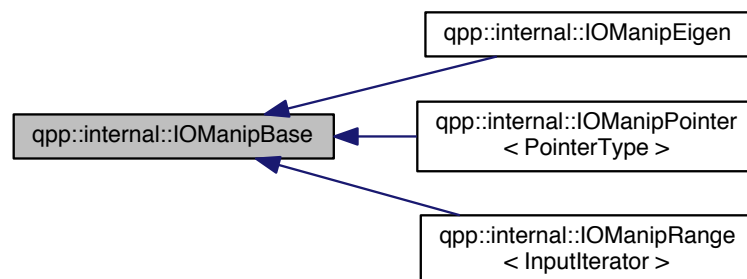 qpp::internal::IOManipEigen
qpp::internal::IOManipBase
qpp::internal::IOManipPointer
< PointerType >
qpp::internal::IOManipRange
< InputIterator >